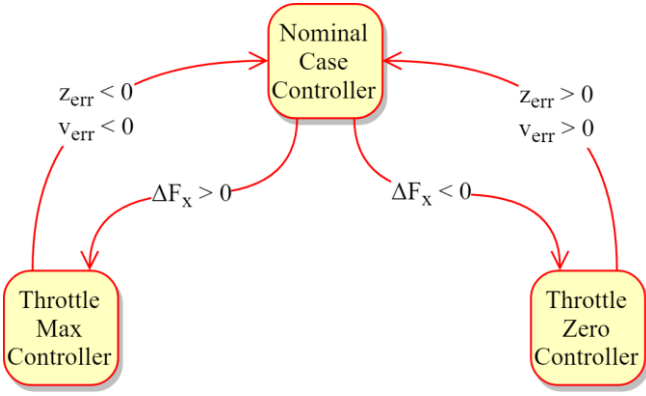 Nominal
Case
Controller
z_err < 0
v_err < 0
z_err > 0
v_err > 0
ΔF_x > 0
ΔF_x < 0
Throttle
Max
Controller
Throttle
Zero
Controller